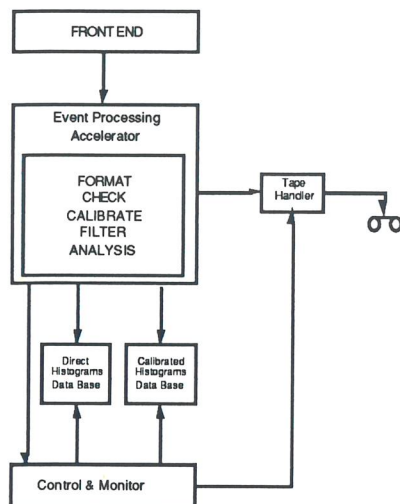 FRONT END
Event Processing
Accelerator
FORMAT
CHECK
CALIBRATE
FILTER
ANALYSIS
Tape
Handler
Direct
Histograms
Data Base
Calibrated
Histograms
Data Base
Control & Monitor